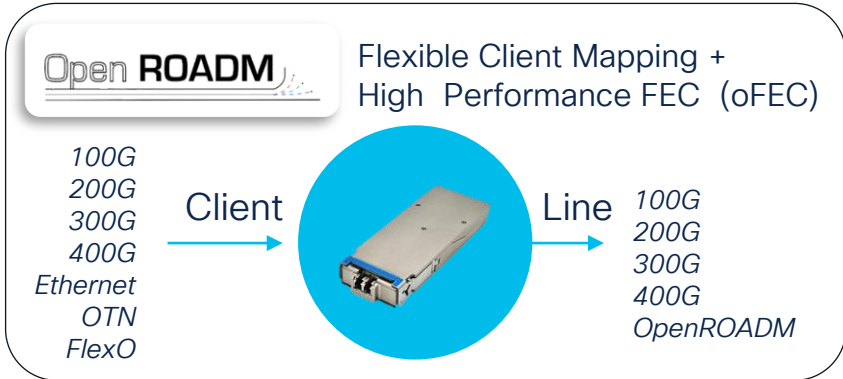 Open ROADM
Flexible Client Mapping +
High Performance FEC (oFEC)
100G
200G
300G
400G
Ethernet
OTN
FlexO
Client
Line
100G
200G
300G
400G
OpenROADM